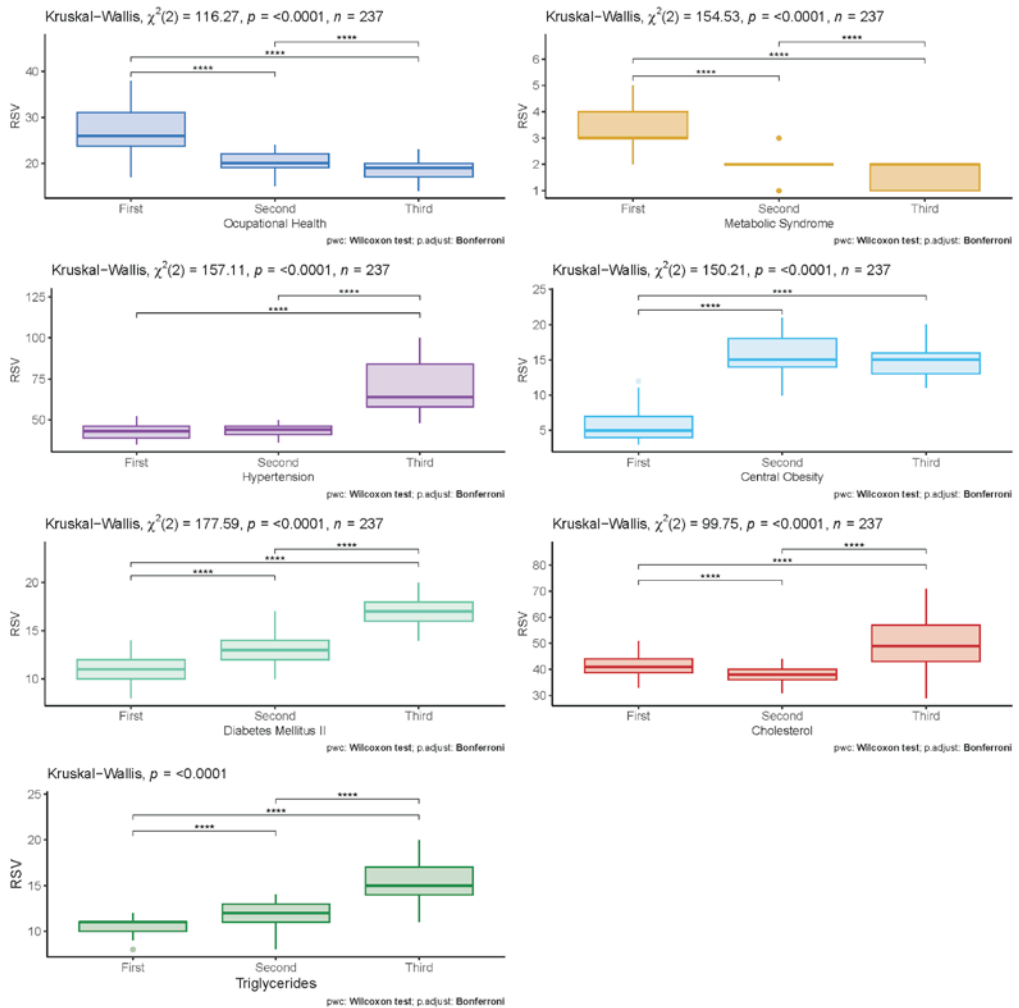 Kruskal−Wallis, χ²(2) = 116.27, p = <0.0001, n = 237
****
****
****
40
30
20
RSV
First Second Third
Ocupational Health
pwc: Wilcoxon test; p.adjust: Bonferroni
Kruskal−Wallis, χ²(2) = 154.53, p = <0.0001, n = 237
****
****
****
6
5
4
3
2
1
RSV
First Second Third
Metabolic Syndrome
pwc: Wilcoxon test; p.adjust: Bonferroni
Kruskal−Wallis, χ²(2) = 157.11, p = <0.0001, n = 237
****
****
125
100
75
50
RSV
First Second Third
Hypertension
pwc: Wilcoxon test; p.adjust: Bonferroni
Kruskal−Wallis, χ²(2) = 150.21, p = <0.0001, n = 237
****
****
25
20
15
10
5
RSV
First Second Third
Central Obesity
pwc: Wilcoxon test; p.adjust: Bonferroni
Kruskal−Wallis, χ²(2) = 177.59, p = <0.0001, n = 237
****
****
****
20
15
10
RSV
First Second Third
Diabetes Mellitus II
pwc: Wilcoxon test; p.adjust: Bonferroni
Kruskal−Wallis, χ²(2) = 99.75, p = <0.0001, n = 237
****
****
****
80
70
60
50
40
30
RSV
First Second Third
Cholesterol
pwc: Wilcoxon test; p.adjust: Bonferroni
Kruskal−Wallis, p = <0.0001
****
****
****
25
20
15
10
RSV
First Second Third
Triglycerides
pwc: Wilcoxon test; p.adjust: Bonferroni